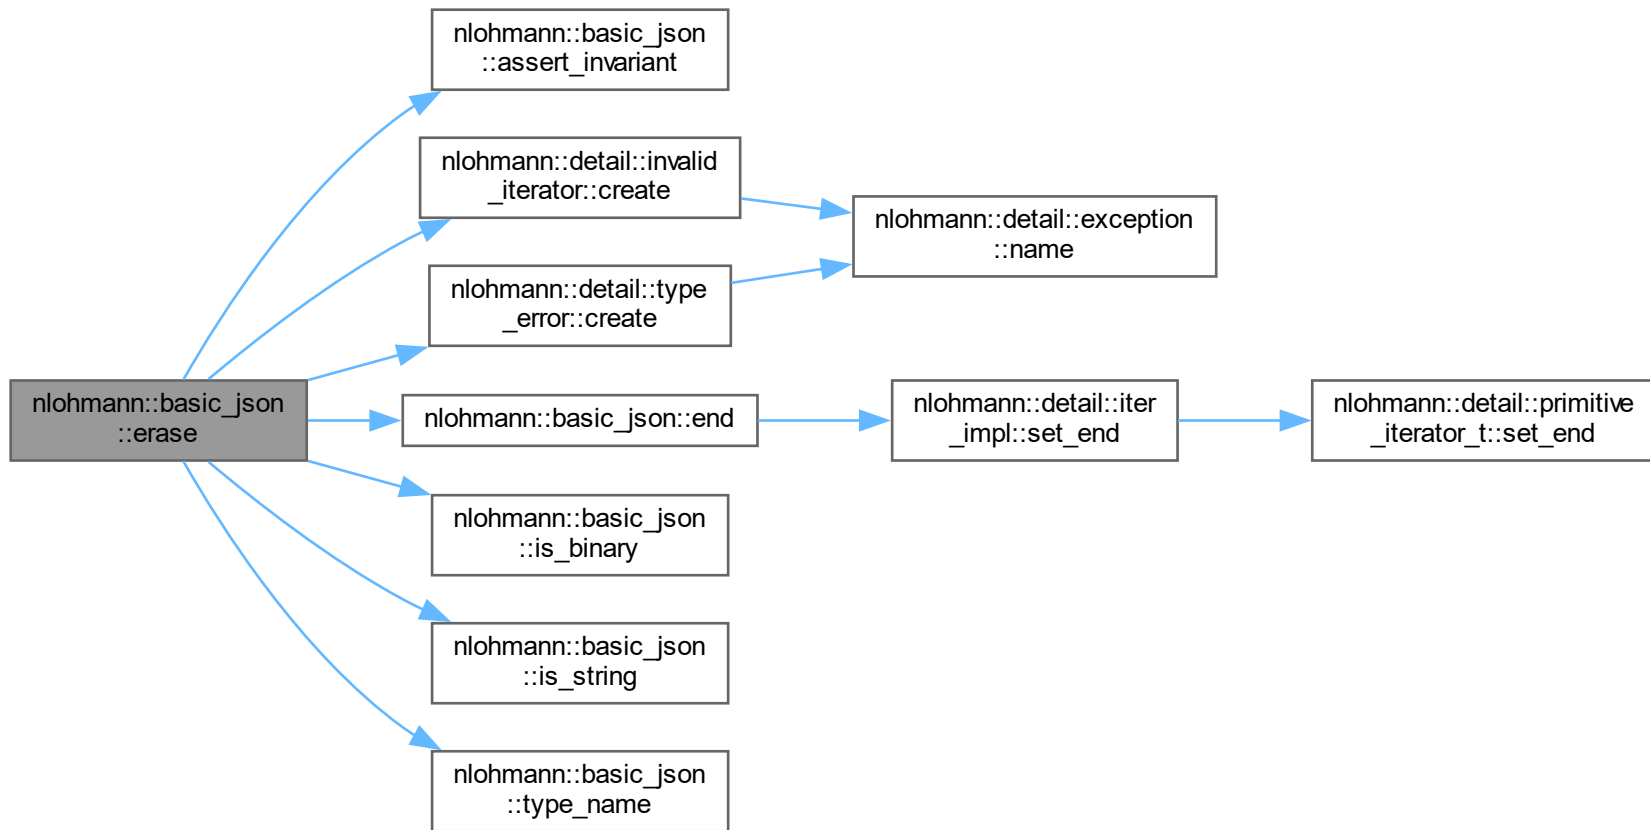 nlohmann::basic_json
::assert_invariant
nlohmann::detail::invalid
_iterator::create
nlohmann::detail::exception
::name
nlohmann::detail::type
_error::create
nlohmann::basic_json
::erase
nlohmann::basic_json::end
nlohmann::detail::iter
_impl::set_end
nlohmann::detail::primitive
_iterator_t::set_end
nlohmann::basic_json
::is_binary
nlohmann::basic_json
::is_string
nlohmann::basic_json
::type_name